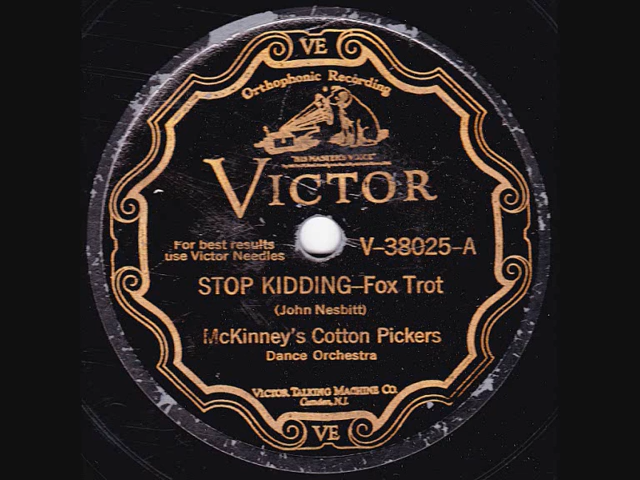 VE
Orthophonic Recording
"HIS MASTER'S VOICE"
VICTOR
For best results
use Victor Needles
V-38025-A
STOP KIDDING-Fox Trot
(John Nesbitt)
McKinney's Cotton Pickers
Dance Orchestra
VICTOR TALKING MACHINE CO.
Camden, N.J.
VE